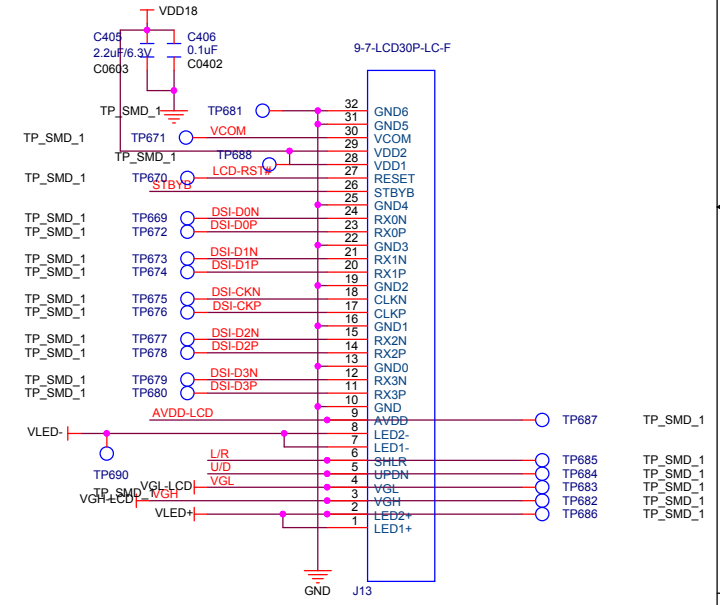 VDD18
C405
2.2uF/6.3V
C0603
C406
0.1uF
C0402
9-7-LCD30P-LC-F
TP_SMD_1 TP681 32 GND6
31 GND5
TP_SMD_1 TP671 VCOM 30 VCOM
29 VDD2
TP_SMD_1 TP688 28 VDD1
TP_SMD_1 TP670 LCD-RST# 27 RESET
STBYB 26 STBYB
25 GND4
TP_SMD_1 TP669 DSI-D0N 24 RX0N
TP_SMD_1 TP672 DSI-D0P 23 RX0P
22 GND3
TP_SMD_1 TP673 DSI-D1N 21 RX1N
TP_SMD_1 TP674 DSI-D1P 20 RX1P
19 GND2
TP_SMD_1 TP675 DSI-CKN 18 CLKN
TP_SMD_1 TP676 DSI-CKP 17 CLKP
16 GND1
TP_SMD_1 TP677 DSI-D2N 15 RX2N
TP_SMD_1 TP678 DSI-D2P 14 RX2P
13 GND0
TP_SMD_1 TP679 DSI-D3N 12 RX3N
TP_SMD_1 TP680 DSI-D3P 11 RX3P
10 GND
AVDD-LCD 9 AVDD TP687 TP_SMD_1
VLED- 8 LED2-
7 LED1-
L/R 6 SHLR TP685 TP_SMD_1
TP690 U/D 5 UPDN TP684 TP_SMD_1
VGL-LCD VGL 4 VGL TP683 TP_SMD_1
TP_SMD_1
VGH-LCD VGH 3 VGH TP682 TP_SMD_1
VLED+ 2 LED2+ TP686 TP_SMD_1
1 LED1+
GND J13